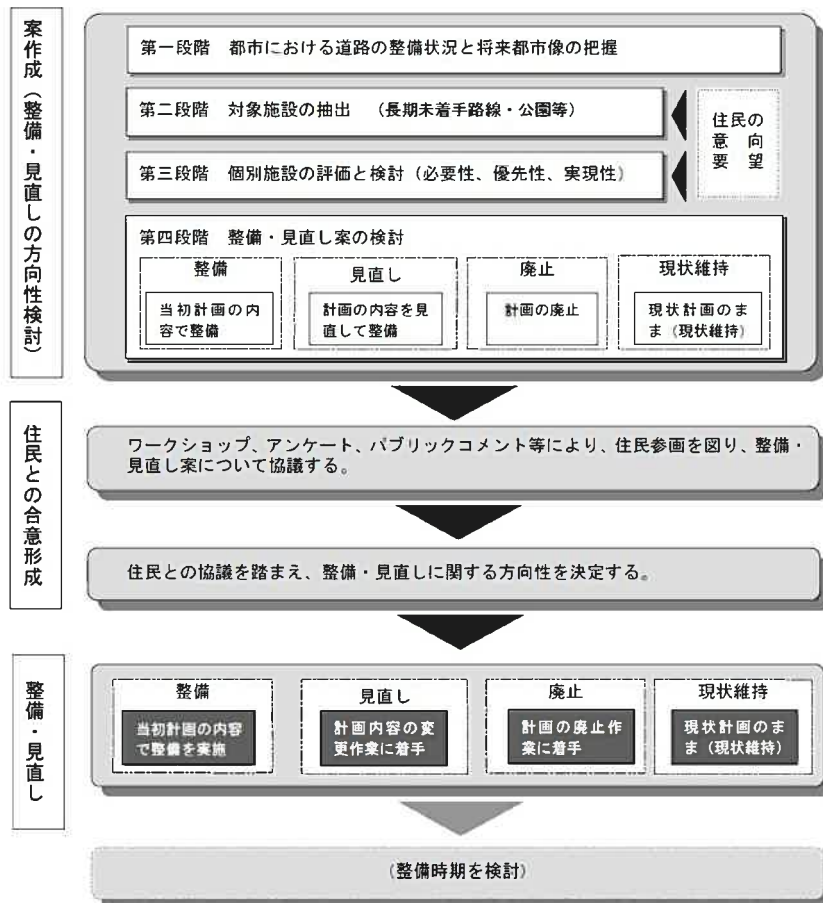 案作成（整備・見直しの方向性検討）
第一段階　都市における道路の整備状況と将来都市像の把握
第二段階　対象施設の抽出　（長期未着手路線・公園等）
第三段階　個別施設の評価と検討（必要性、優先性、実現性）
住民の
意　向
要　望
第四段階　整備・見直し案の検討
整備
当初計画の内
容で整備
見直し
計画の内容を見
直して整備
廃止
計画の廃止
現状維持
現状計画のま
ま（現状維持）
住民との合意形成
ワークショップ、アンケート、パブリックコメント等により、住民参画を図り、整備・
見直し案について協議する。
住民との協議を踏まえ、整備・見直しに関する方向性を決定する。
整備・見直し
整備
当初計画の内容
で整備を実施
見直し
計画内容の変
更作業に着手
廃止
計画の廃止作
業に着手
現状維持
現状計画のま
ま（現状維持）
（整備時期を検討）